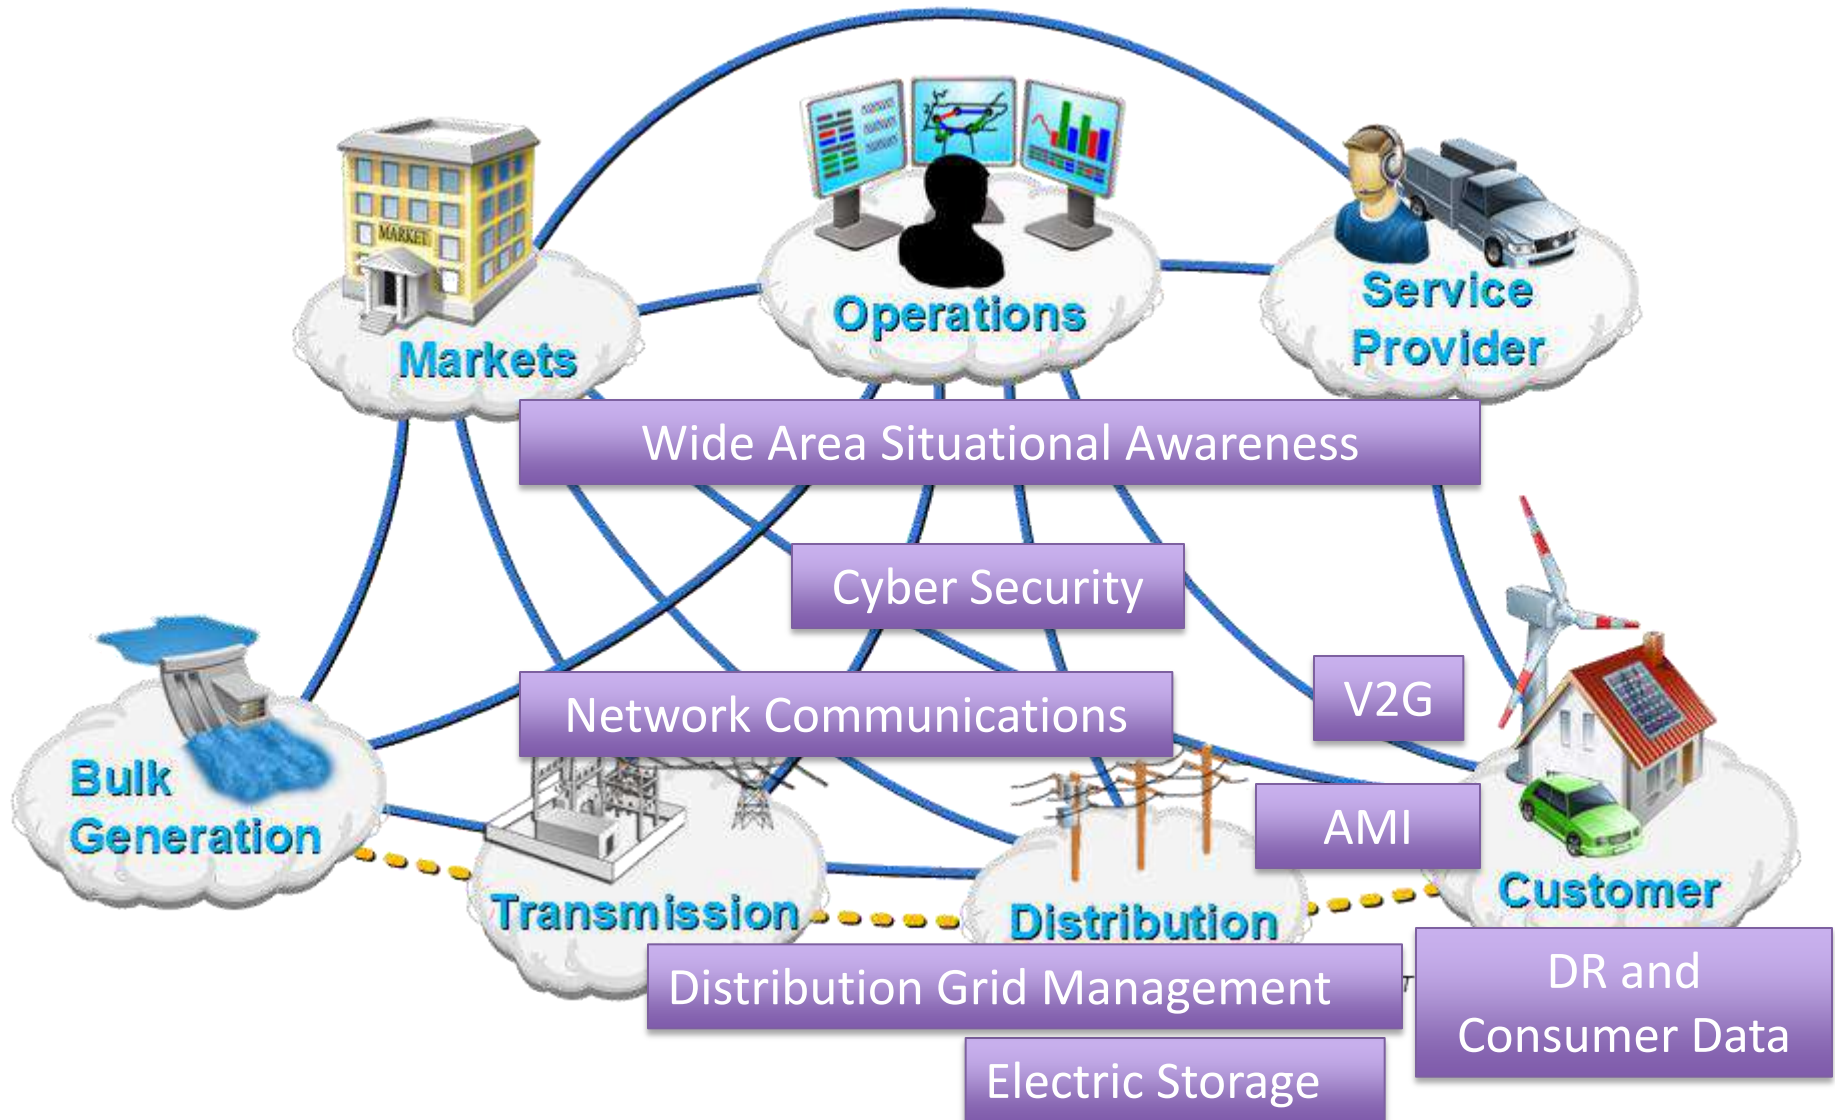 MARKET
Markets
Operations
Service
Provider
Wide Area Situational Awareness
Cyber Security
Network Communications
V2G
AMI
Bulk
Generation
Transmission
Distribution
Customer
Distribution Grid Management
T
DR and
Consumer Data
Electric Storage